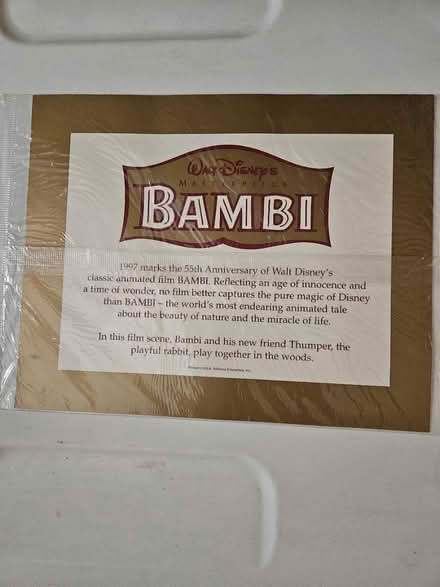 WALT DISNEY'S
MASTERPIECE
BAMBI
1997 marks the 55th Anniversary of Walt Disney's
classic animated film BAMBI. Reflecting an age of innocence and
a time of wonder, no film better captures the pure magic of Disney
than BAMBI – the world's most endearing animated tale
about the beauty of nature and the miracle of life.
In this film scene, Bambi and his new friend Thumper, the
playful rabbit, play together in the woods.